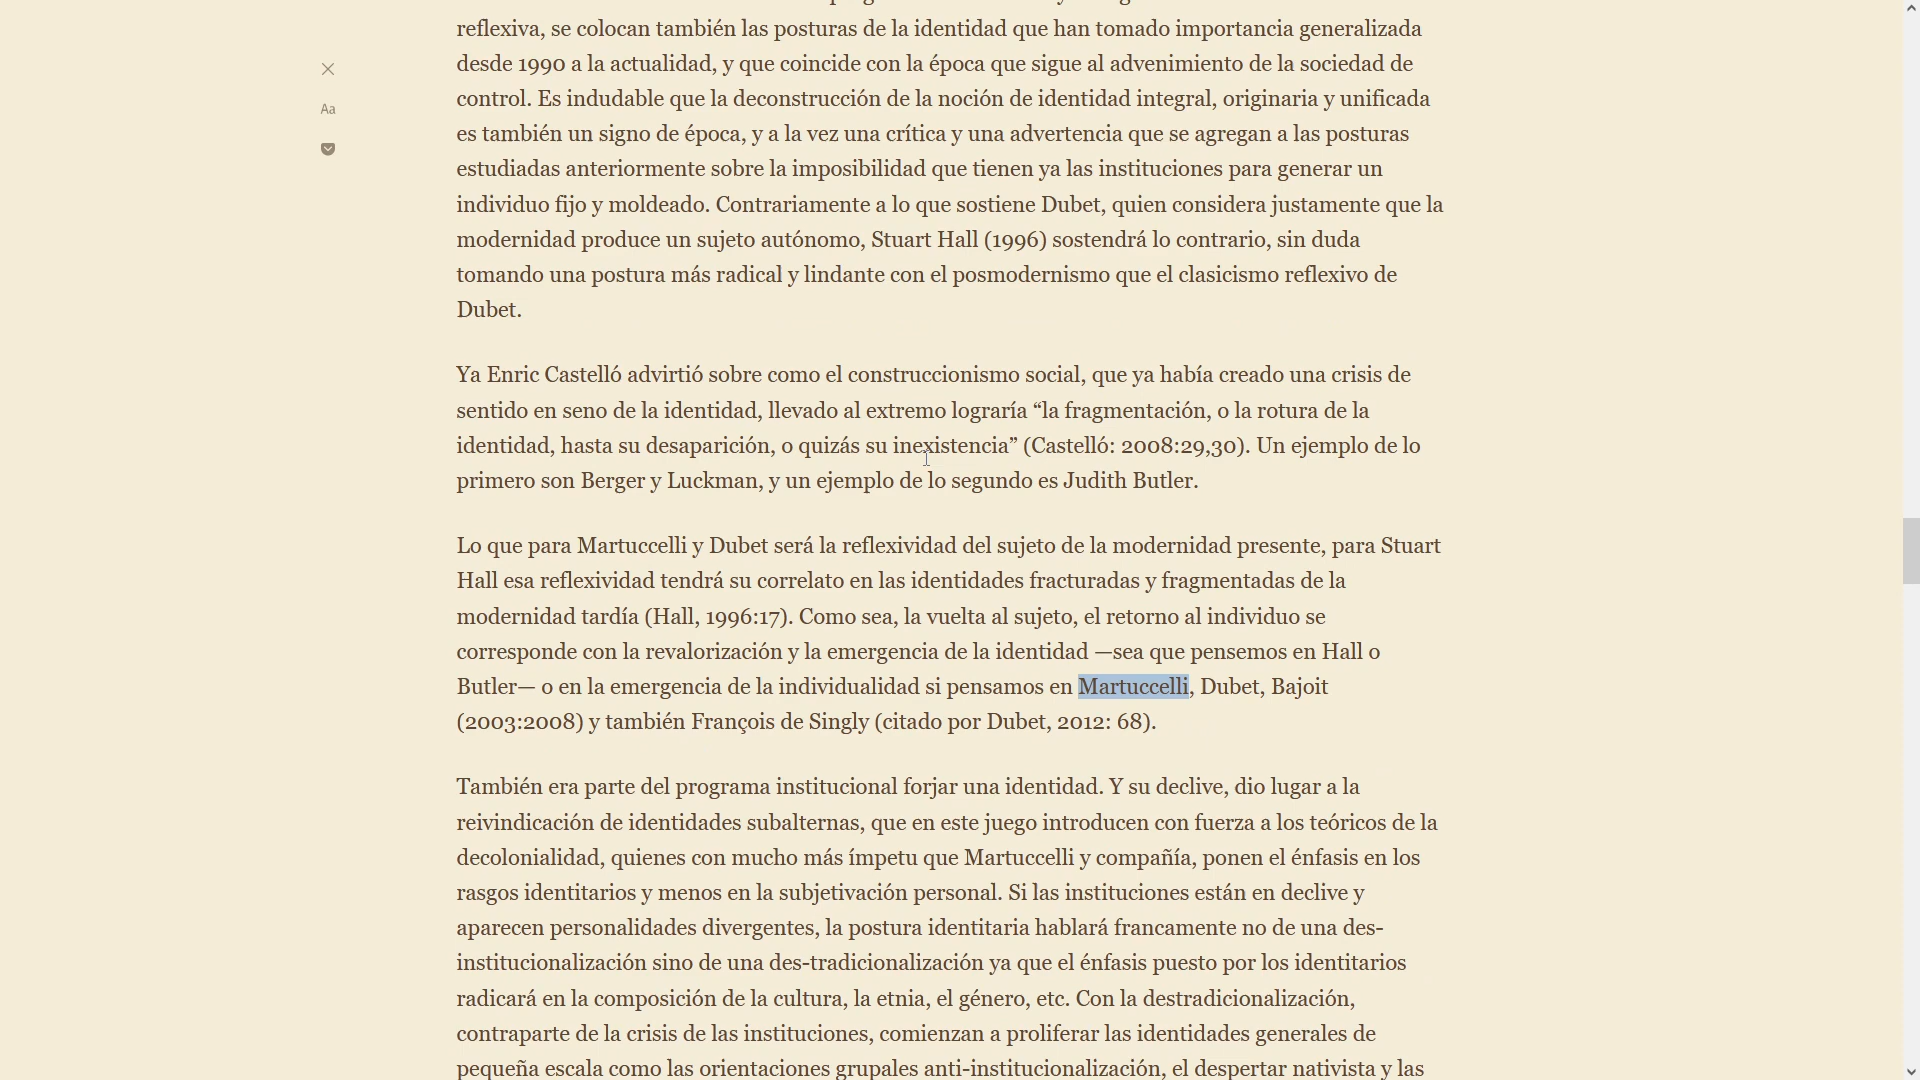 reflexiva, se colocan también las posturas de la identidad que han tomado importancia generalizada
desde 1990 a la actualidad, y que coincide con la época que sigue al advenimiento de la sociedad de
control. Es indudable que la deconstrucción de la noción de identidad integral, originaria y unificada
es también un signo de época, y a la vez una crítica y una advertencia que se agregan a las posturas
estudiadas anteriormente sobre la imposibilidad que tienen ya las instituciones para generar un
individuo fijo y moldeado. Contrariamente a lo que sostiene Dubet, quien considera justamente que la
modernidad produce un sujeto autónomo, Stuart Hall (1996) sostendrá lo contrario, sin duda
tomando una postura más radical y lindante con el posmodernismo que el clasicismo reflexivo de
Dubet.
Ya Enric Castelló advirtió sobre como el construccionismo social, que ya había creado una crisis de
sentido en seno de la identidad, llevado al extremo lograría “la fragmentación, o la rotura de la
identidad, hasta su desaparición, o quizás su inexistencia” (Castelló: 2008:29,30). Un ejemplo de lo
primero son Berger y Luckman, y un ejemplo de lo segundo es Judith Butler.
Lo que para Martuccelli y Dubet será la reflexividad del sujeto de la modernidad presente, para Stuart
Hall esa reflexividad tendrá su correlato en las identidades fracturadas y fragmentadas de la
modernidad tardía (Hall, 1996:17). Como sea, la vuelta al sujeto, el retorno al individuo se
corresponde con la revalorización y la emergencia de la identidad —sea que pensemos en Hall o
Butler— o en la emergencia de la individualidad si pensamos en Martuccelli, Dubet, Bajoit
(2003:2008) y también François de Singly (citado por Dubet, 2012: 68).
También era parte del programa institucional forjar una identidad. Y su declive, dio lugar a la
reivindicación de identidades subalternas, que en este juego introducen con fuerza a los teóricos de la
decolonialidad, quienes con mucho más ímpetu que Martuccelli y compañía, ponen el énfasis en los
rasgos identitarios y menos en la subjetivación personal. Si las instituciones están en declive y
aparecen personalidades divergentes, la postura identitaria hablará francamente no de una des-
institucionalización sino de una des-tradicionalización ya que el énfasis puesto por los identitarios
radicará en la composición de la cultura, la etnia, el género, etc. Con la destradicionalización,
contraparte de la crisis de las instituciones, comienzan a proliferar las identidades generales de
pequeña escala como las orientaciones grupales anti-institucionalización, el despertar nativista y las
Aa